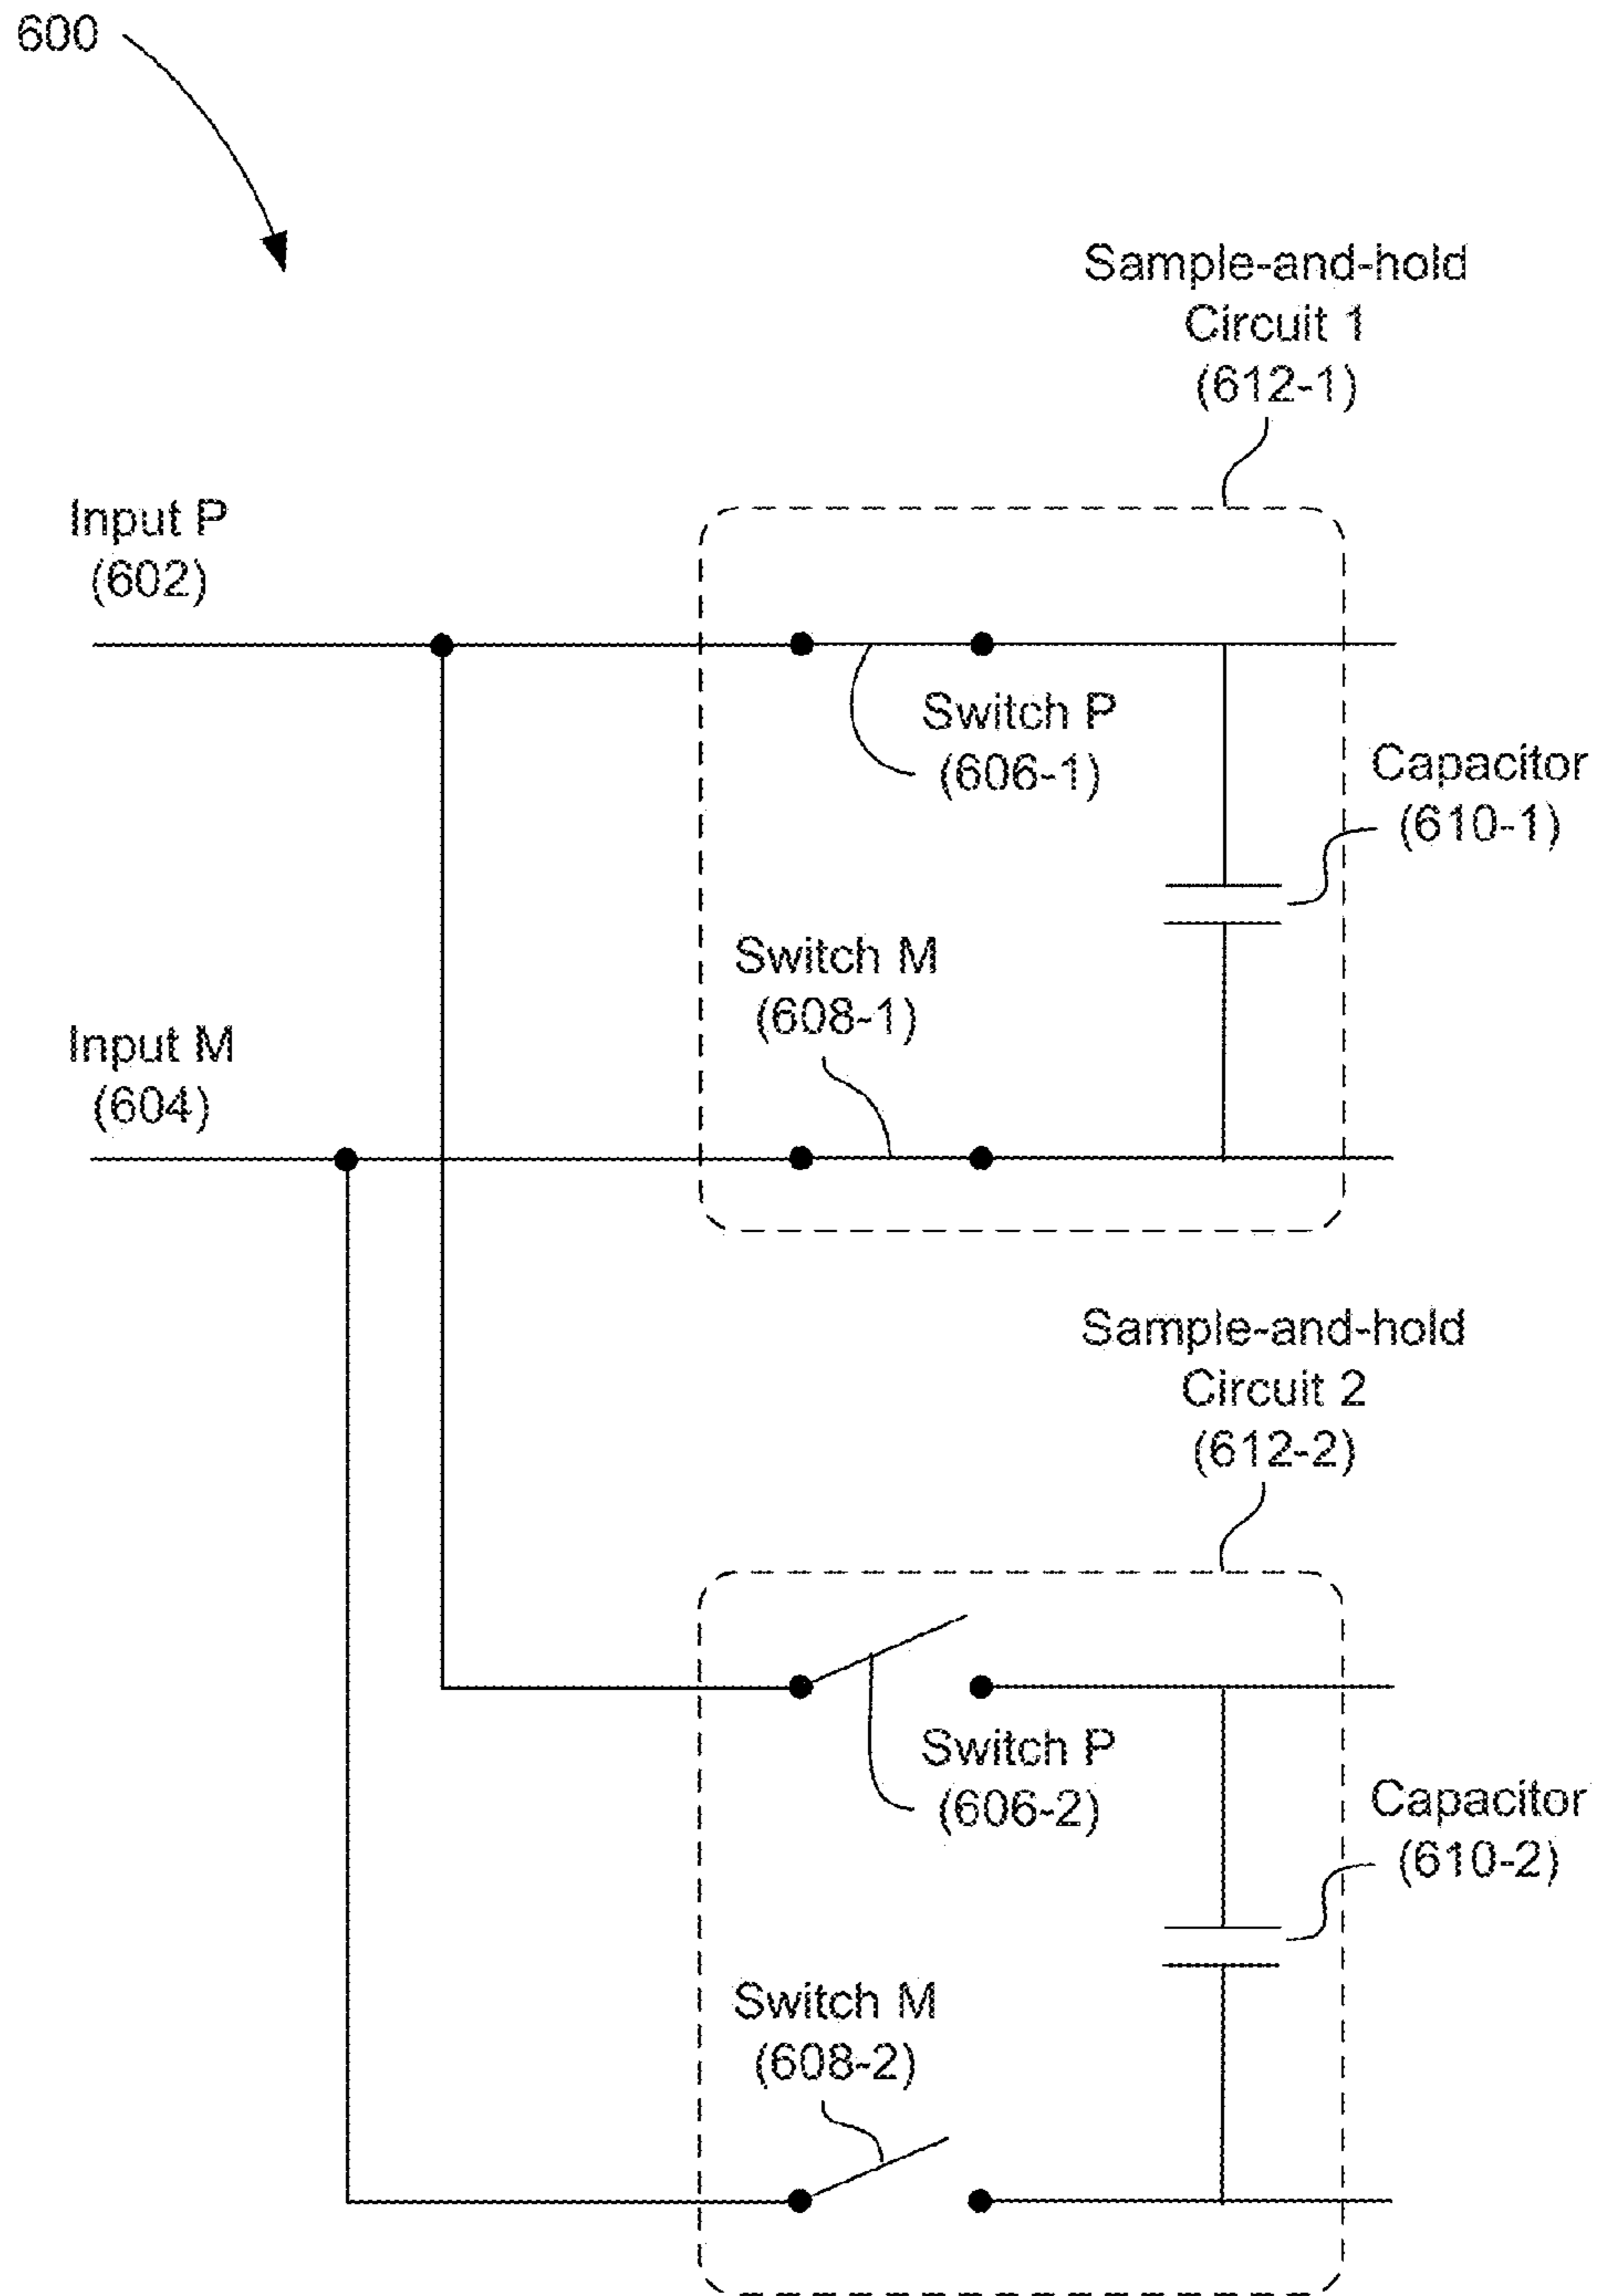 600
Sample-and-hold
Circuit 1
(612-1)
Input P
(602)
Switch P
(606-1)
Capacitor
(610-1)
Switch M
(608-1)
Input M
(604)
Sample-and-hold
Circuit 2
(612-2)
Switch P
(606-2)
Capacitor
(610-2)
Switch M
(608-2)